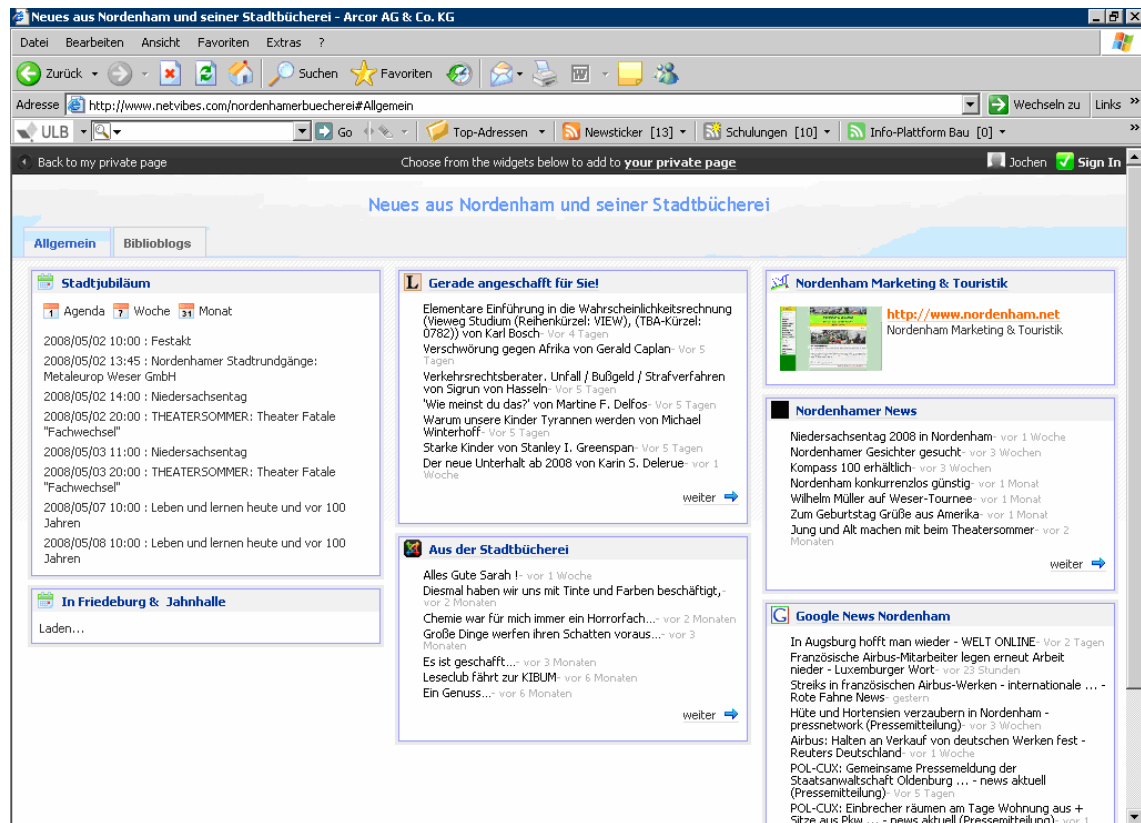 Neues aus Nordenham und seiner Stadtbücherei - Arcor AG & Co. KG
Datei Bearbeiten Ansicht Favoriten Extras ?
Zurück Suchen Favoriten
Adresse http://www.netvibes.com/nordenhamerbuecherei#Allgemein Wechseln zu Links »
ULB Go Top-Adressen Newsticker [13] Schulungen [10] Info-Plattform Bau [0] »
Back to my private page Choose from the widgets below to add to your private page Jochen Sign In
Neues aus Nordenham und seiner Stadtbücherei
Allgemein Biblioblogs
Stadtjubiläum
1 Agenda 7 Woche 31 Monat
2008/05/02 10:00 : Festakt
2008/05/02 13:45 : Nordenhamer Stadtrundgänge:
Metaleurop Weser GmbH
2008/05/02 14:00 : Niedersachsentag
2008/05/02 20:00 : THEATERSOMMER: Theater Fatale
"Fachwechsel"
2008/05/03 11:00 : Niedersachsentag
2008/05/03 20:00 : THEATERSOMMER: Theater Fatale
"Fachwechsel"
2008/05/07 10:00 : Leben und lernen heute und vor 100
Jahren
2008/05/08 10:00 : Leben und lernen heute und vor 100
Jahren
In Friedeburg & Jahnhalle
Laden...
L Gerade angeschafft für Sie!
Elementare Einführung in die Wahrscheinlichkeitsrechnung
(Vieweg Studium (Reihenkürzel: VIEW), (TBA-Kürzel:
0782)) von Karl Bosch- Vor 4 Tagen
Verschwörung gegen Afrika von Gerald Caplan- Vor 5
Tagen
Verkehrsrechtsberater. Unfall / Bußgeld / Strafverfahren
von Sigrun von Hasseln- Vor 5 Tagen
'Wie meinst du das?' von Martine F. Delfos- Vor 5 Tagen
Warum unsere Kinder Tyrannen werden von Michael
Winterhoff- Vor 5 Tagen
Starke Kinder von Stanley I. Greenspan- Vor 5 Tagen
Der neue Unterhalt ab 2008 von Karin S. Delerue- vor 1
Woche
weiter
Aus der Stadtbücherei
Alles Gute Sarah !- vor 1 Woche
Diesmal haben wir uns mit Tinte und Farben beschäftigt,-
vor 2 Monaten
Chemie war für mich immer ein Horrorfach...- vor 2 Monaten
Große Dinge werfen ihren Schatten voraus...- vor 3
Monaten
Es ist geschafft...- vor 3 Monaten
Leseclub fährt zur KIBUM- vor 6 Monaten
Ein Genuss...- vor 6 Monaten
weiter
Nordenham Marketing & Touristik
http://www.nordenham.net
Nordenham Marketing & Touristik
Nordenhamer News
Niedersachsentag 2008 in Nordenham- vor 1 Woche
Nordenhamer Gesichter gesucht- vor 3 Wochen
Kompass 100 erhältlich- vor 3 Wochen
Nordenham konkurrenzlos günstig- vor 1 Monat
Wilhelm Müller auf Weser-Tournee- vor 1 Monat
Zum Geburtstag Grüße aus Amerika- vor 1 Monat
Jung und Alt machen mit beim Theatersommer- vor 2
Monaten
weiter
G Google News Nordenham
In Augsburg hofft man wieder - WELT ONLINE- Vor 2 Tagen
Französische Airbus-Mitarbeiter legen erneut Arbeit
nieder - Luxemburger Wort- vor 23 Stunden
Streiks in französischen Airbus-Werken - internationale ... -
Rote Fahne News- gestern
Hüte und Hortensien verzaubern in Nordenham -
pressnetwork (Pressemitteilung)- vor 3 Wochen
Airbus: Halten an Verkauf von deutschen Werken fest -
Reuters Deutschland- vor 1 Woche
POL-CUX: Gemeinsame Pressemeldung der
Staatsanwaltschaft Oldenburg ... - news aktuell
(Pressemitteilung)- Vor 5 Tagen
POL-CUX: Einbrecher räumen am Tage Wohnung aus +
Sitze aus Pkw ... - news aktuell (Pressemitteilung)- vor 1